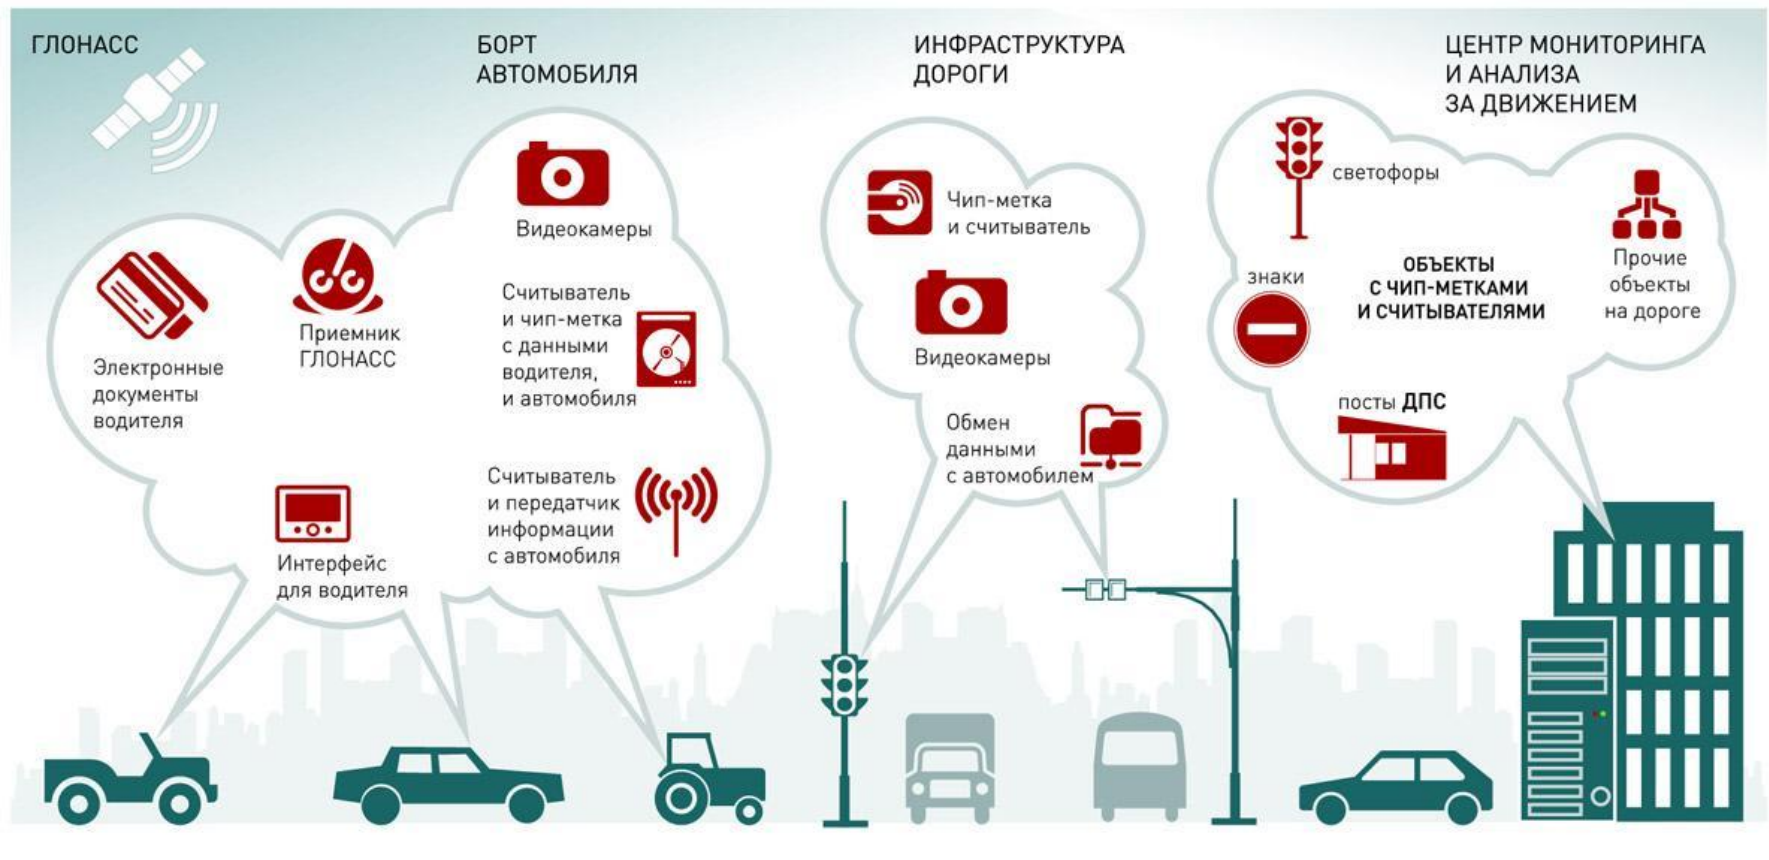 ГЛОНАСС
БОРТ
АВТОМОБИЛЯ
ИНФРАСТРУКТУРА
ДОРОГИ
ЦЕНТР МОНИТОРИНГА
И АНАЛИЗА
ЗА ДВИЖЕНИЕМ
Электронные
документы
водителя
Приемник
ГЛОНАСС
Видеокамеры
Считыватель
и чип-метка
с данными
водителя,
и автомобиля
Считыватель
и передатчик
информации
с автомобиля
Интерфейс
для водителя
Чип-метка
и считыватель
Видеокамеры
Обмен
данными
с автомобилем
светофоры
знаки
ОБЪЕКТЫ
С ЧИП-МЕТКАМИ
И СЧИТЫВАТЕЛЯМИ
Прочие
объекты
на дороге
посты ДПС